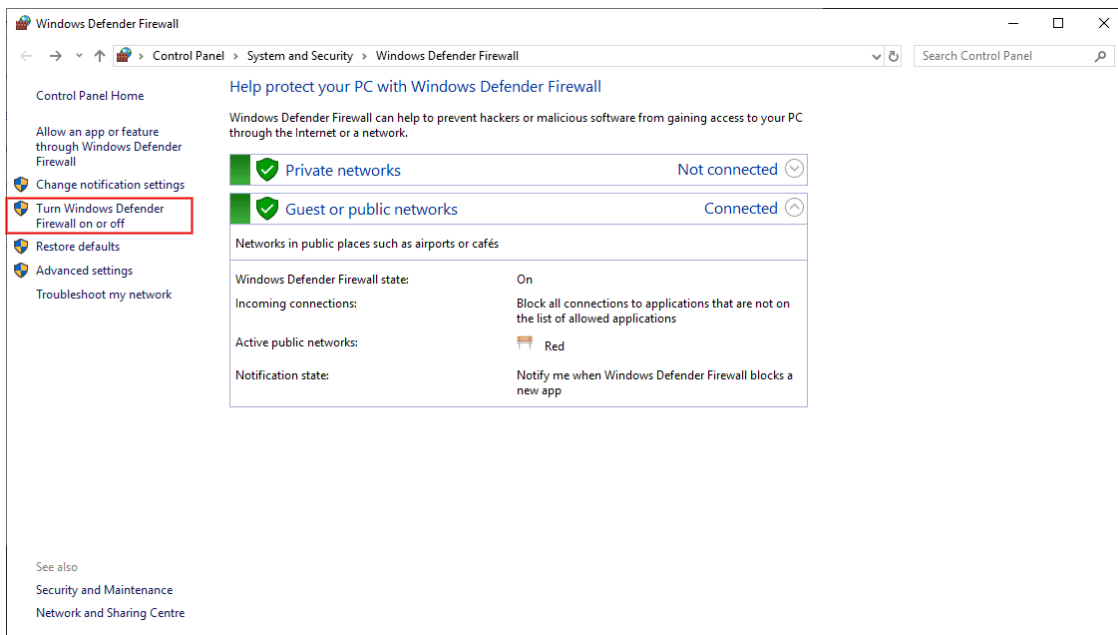 Windows Defender Firewall
Control Panel > System and Security > Windows Defender Firewall
Search Control Panel
Control Panel Home
Allow an app or feature
through Windows Defender
Firewall
Change notification settings
Turn Windows Defender
Firewall on or off
Restore defaults
Advanced settings
Troubleshoot my network
See also
Security and Maintenance
Network and Sharing Centre
Help protect your PC with Windows Defender Firewall
Windows Defender Firewall can help to prevent hackers or malicious software from gaining access to your PC
through the Internet or a network.
Private networks Not connected
Guest or public networks Connected
Networks in public places such as airports or cafés
Windows Defender Firewall state: On
Incoming connections: Block all connections to applications that are not on
the list of allowed applications
Active public networks: Red
Notification state: Notify me when Windows Defender Firewall blocks a
new app